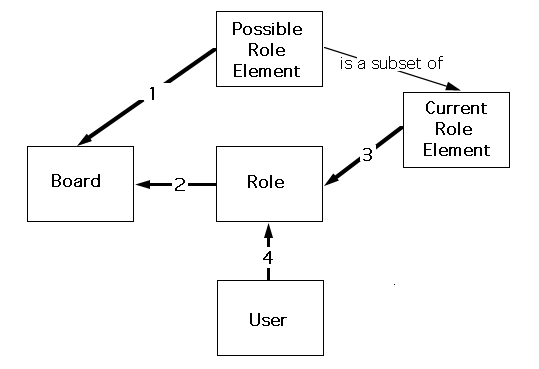 Possible
Role
Element
is a subset of
1
Current
Role
Element
3
Board
2
Role
4
User